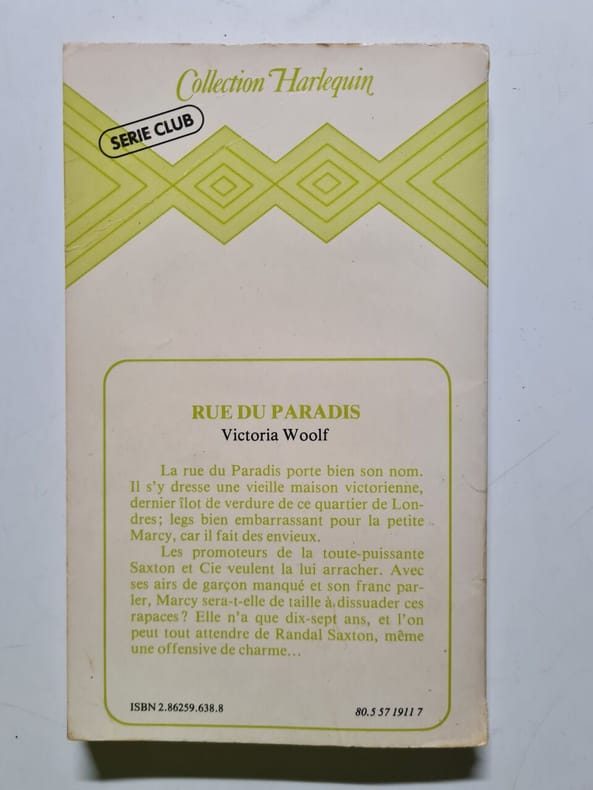 Collection Harlequin
SERIE CLUB
RUE DU PARADIS
Victoria Woolf
La rue du Paradis porte bien son nom.
Il s'y dresse une vieille maison victorienne,
dernier îlot de verdure de ce quartier de Lon-
dres; legs bien embarrassant pour la petite
Marcy, car il fait des envieux.
Les promoteurs de la toute-puissante
Saxton et Cie veulent la lui arracher. Avec
ses airs de garçon manqué et son franc par-
ler, Marcy sera-t-elle de taille à dissuader ces
rapaces? Elle n'a que dix-sept ans, et l'on
peut tout attendre de Randal Saxton, même
une offensive de charme...
ISBN 2.86259.638.8
80.5 57 1911 7